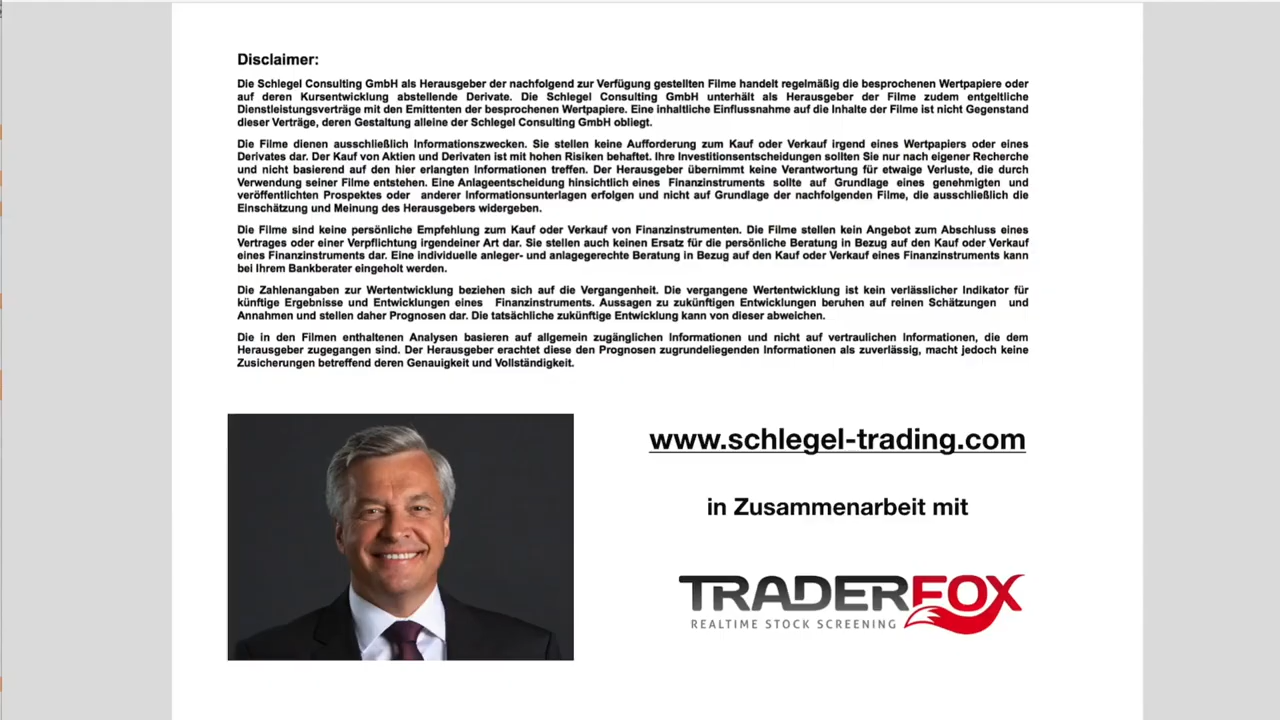 Disclaimer:
Die Schlegel Consulting GmbH als Herausgeber der nachfolgend zur Verfügung gestellten Filme handelt regelmäßig die besprochenen Wertpapiere oder
auf deren Kursentwicklung abstellende Derivate. Die Schlegel Consulting GmbH unterhält als Herausgeber der Filme zudem entgeltliche
Dienstleistungsverträge mit den Emittenten der besprochenen Wertpapiere. Eine inhaltliche Einflussnahme auf die Inhalte der Filme ist nicht Gegenstand
dieser Verträge, deren Gestaltung alleine der Schlegel Consulting GmbH obliegt.
Die Filme dienen ausschließlich Informationszwecken. Sie stellen keine Aufforderung zum Kauf oder Verkauf irgend eines Wertpapiers oder eines
Derivates dar. Der Kauf von Aktien und Derivaten ist mit hohen Risiken behaftet. Ihre Investitionsentscheidungen sollten Sie nur nach eigener Recherche
und nicht basierend auf den hier erlangten Informationen treffen. Der Herausgeber übernimmt keine Verantwortung für etwaige Verluste, die durch
Verwendung seiner Filme entstehen. Eine Anlageentscheidung hinsichtlich eines Finanzinstruments sollte auf Grundlage eines genehmigten und
veröffentlichten Prospektes oder anderer Informationsunterlagen erfolgen und nicht auf Grundlage der nachfolgenden Filme, die ausschließlich die
Einschätzung und Meinung des Herausgebers widergeben.
Die Filme sind keine persönliche Empfehlung zum Kauf oder Verkauf von Finanzinstrumenten. Die Filme stellen kein Angebot zum Abschluss eines
Vertrages oder einer Verpflichtung irgendeiner Art dar. Sie stellen auch keinen Ersatz für die persönliche Beratung in Bezug auf den Kauf oder Verkauf
eines Finanzinstruments dar. Eine individuelle anleger- und anlagegerechte Beratung in Bezug auf den Kauf oder Verkauf eines Finanzinstruments kann
bei Ihrem Bankberater eingeholt werden.
Die Zahlenangaben zur Wertentwicklung beziehen sich auf die Vergangenheit. Die vergangene Wertentwicklung ist kein verlässlicher Indikator für
künftige Ergebnisse und Entwicklungen eines Finanzinstruments. Aussagen zu zukünftigen Entwicklungen beruhen auf reinen Schätzungen und
Annahmen und stellen daher Prognosen dar. Die tatsächliche zukünftige Entwicklung kann von dieser abweichen.
Die in den Filmen enthaltenen Analysen basieren auf allgemein zugänglichen Informationen und nicht auf vertraulichen Informationen, die dem
Herausgeber zugegangen sind. Der Herausgeber erachtet diese den Prognosen zugrundeliegenden Informationen als zuverlässig, macht jedoch keine
Zusicherungen betreffend deren Genauigkeit und Vollständigkeit.
www.schlegel-trading.com
in Zusammenarbeit mit
TRADERFOX
REALTIME STOCK SCREENING